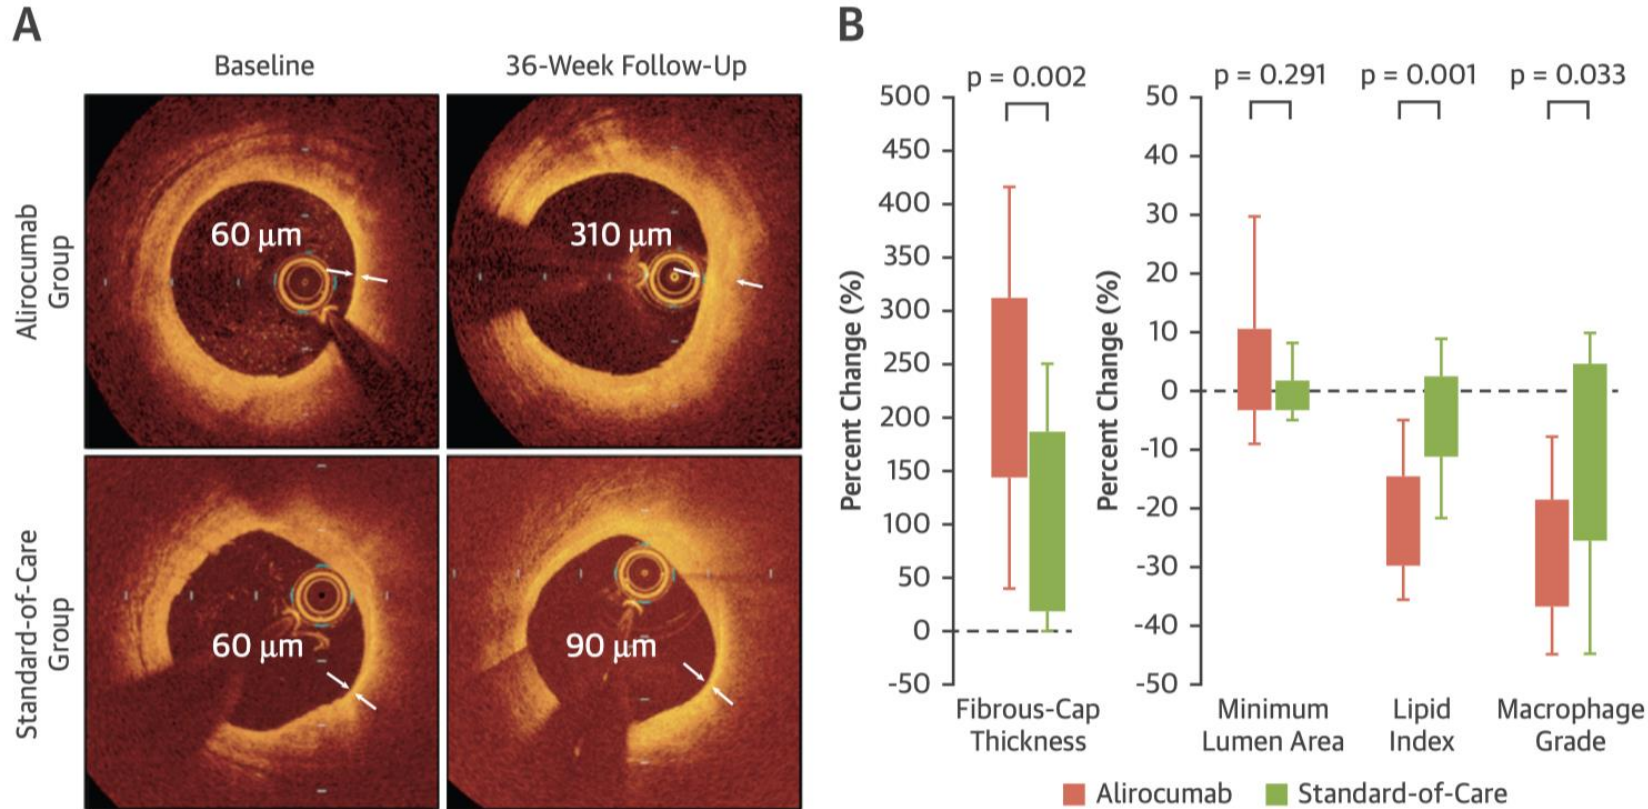 A
Baseline
36-Week Follow-Up
Alirocumab
Group
60 μm
310 μm
Standard-of-Care
Group
60 μm
90 μm
B
p = 0.002
Percent Change (%)
500
450
400
350
300
250
200
150
100
50
0
-50
Fibrous-Cap
Thickness
p = 0.291
p = 0.001
p = 0.033
Percent Change (%)
50
40
30
20
10
0
-10
-20
-30
-40
-50
Minimum
Lumen Area
Lipid
Index
Macrophage
Grade
Alirocumab
Standard-of-Care